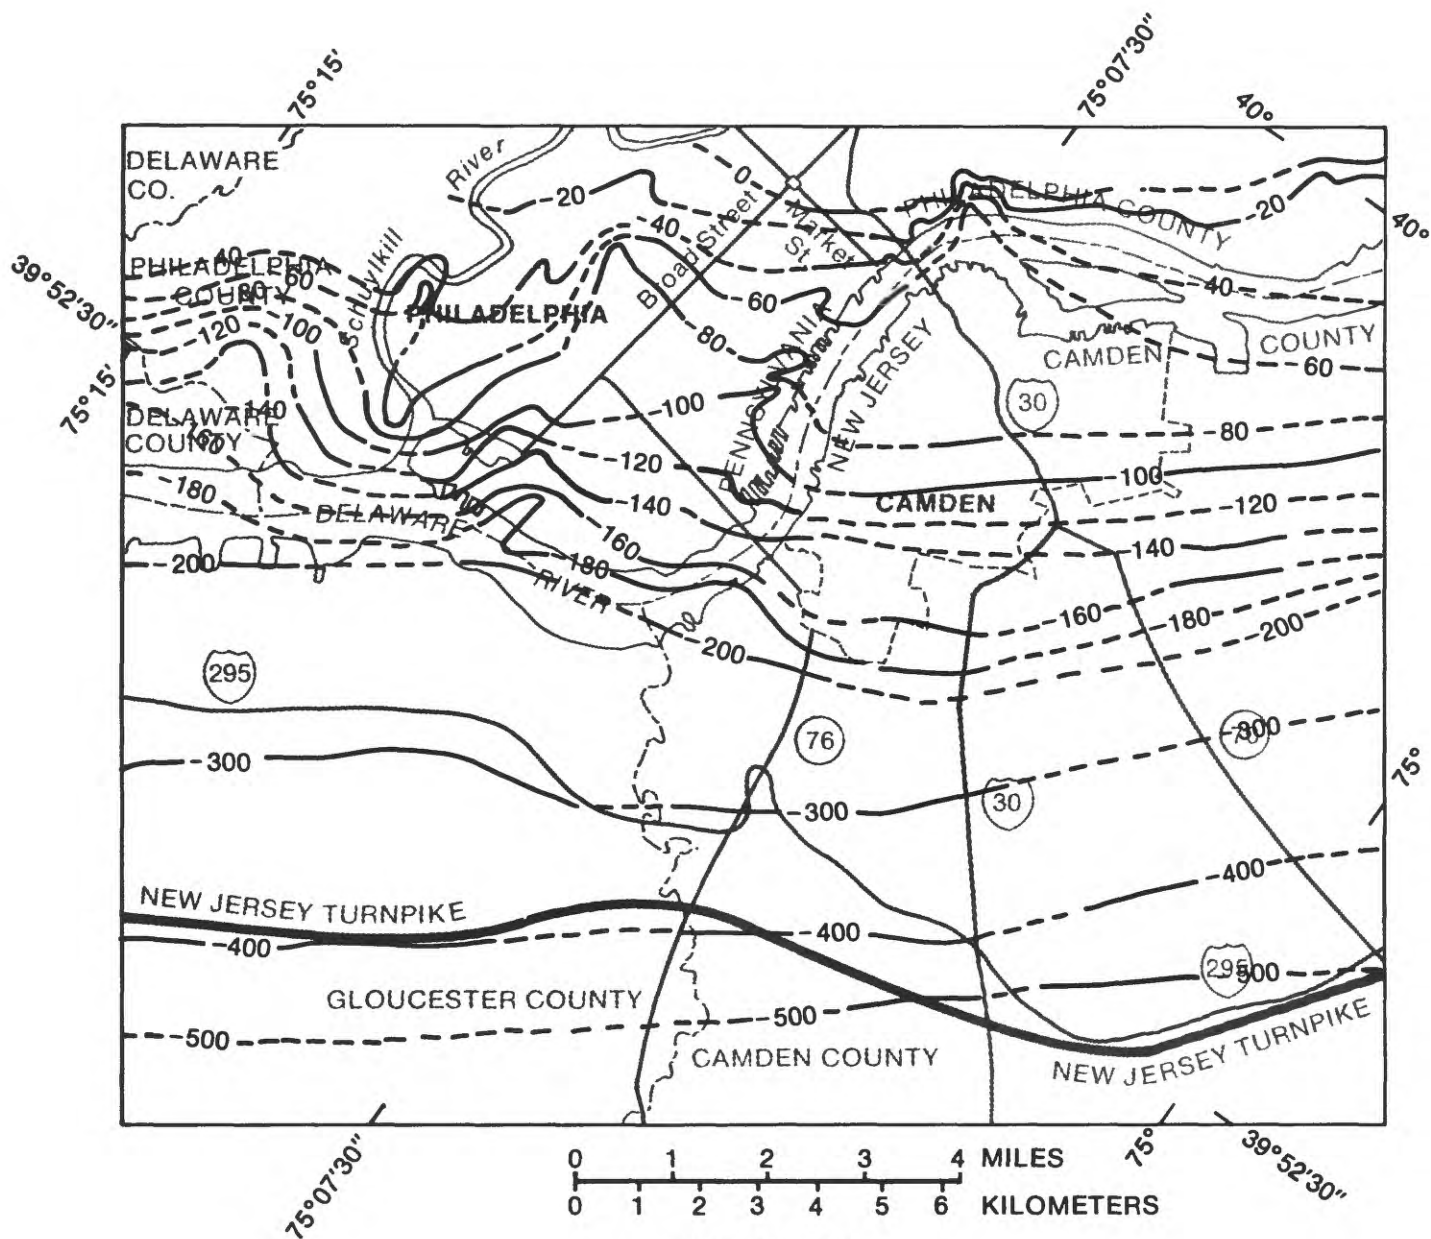 75°15'
75°07'30"
40°
DELAWARE
CO.
River
0
-20
PHILADELPHIA COUNTY
-20
Market
St
Broad Street
-40
40°
39°52'30"
40
PHILADELPHIA
COUNTY
60
80
-100
-120
Schuylkill
PHILADELPHIA
-60
-80
-40
COUNTY
CAMDEN
-60
75°15'
PENNSYLVANIA
NEW JERSEY
30
-100
-80
DELAWARE
COUNTY
140
160
-120
-100
-180
DELAWARE
-140
CAMDEN
-120
160
-140
-200
180
RIVER
-160
-180
-200
-200
295
76
-300
76
-300
-300
30
75°
-400
NEW JERSEY TURNPIKE
-400
-400
295
-500
GLOUCESTER COUNTY
-500
-500
CAMDEN COUNTY
NEW JERSEY TURNPIKE
75°07'30"
75°
39°52'30"
0 1 2 3 4 MILES
0 1 2 3 4 5 6 KILOMETERS